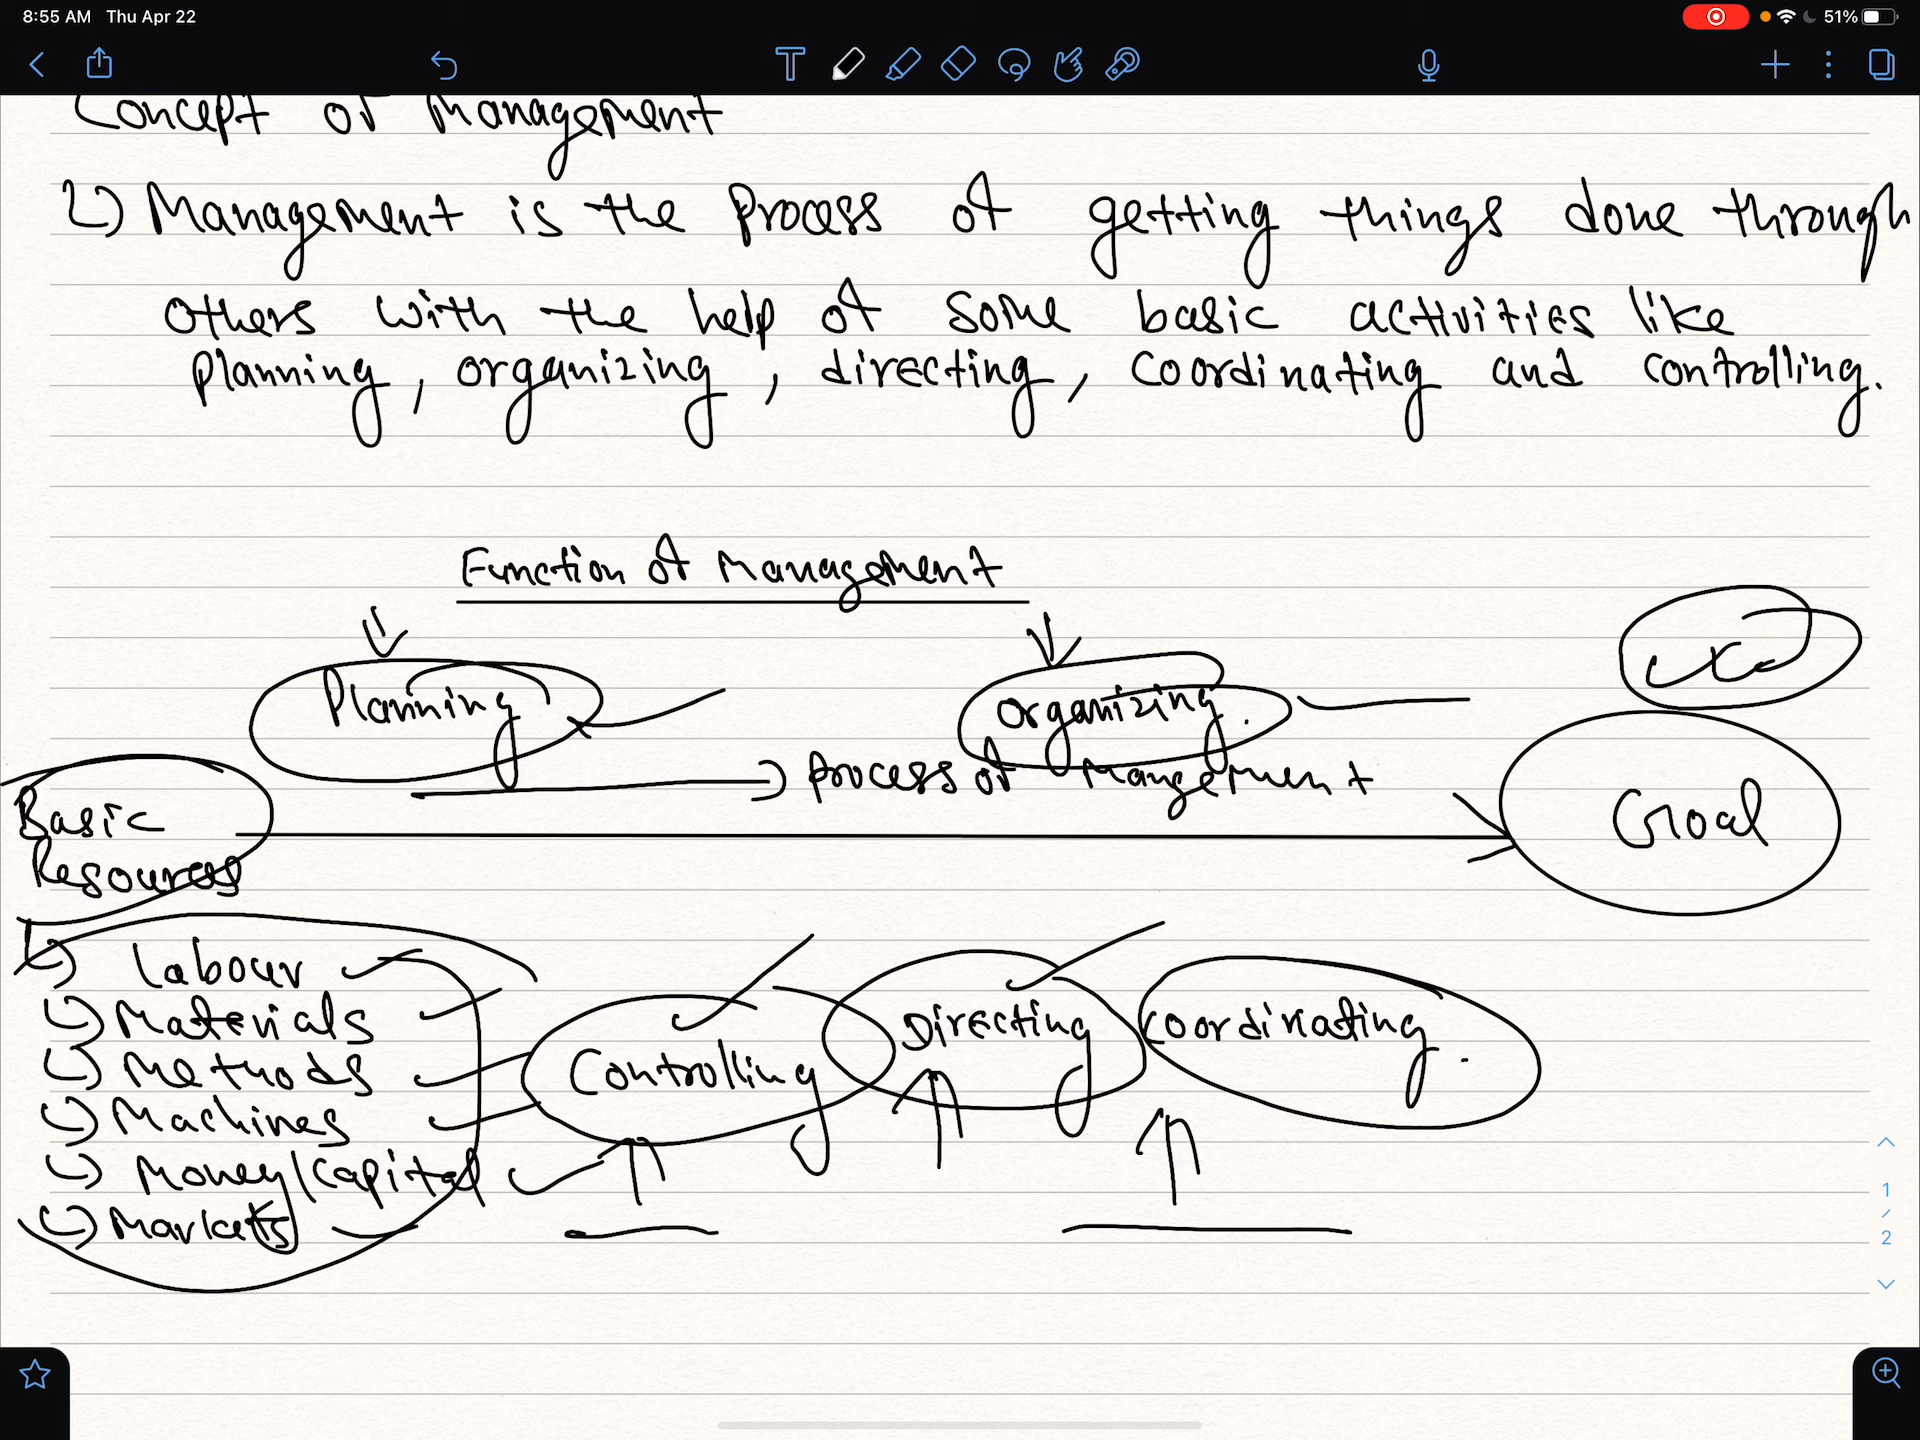 8:55 AM Thu Apr 22
51%
Concept of Management
↳ Management is the process of getting things done through
others with the help of some basic activities like
planning, organizing, directing, coordinating and controlling.
Function of Management
Planning
organizing.
→ process of management
Basic
Resources
Goal
↳ Labour
↳ Materials
↳ Methods
↳ Machines
↳ Money/Capital
↳ Markets
Controlling
Directing
Coordinating.
1
/
2